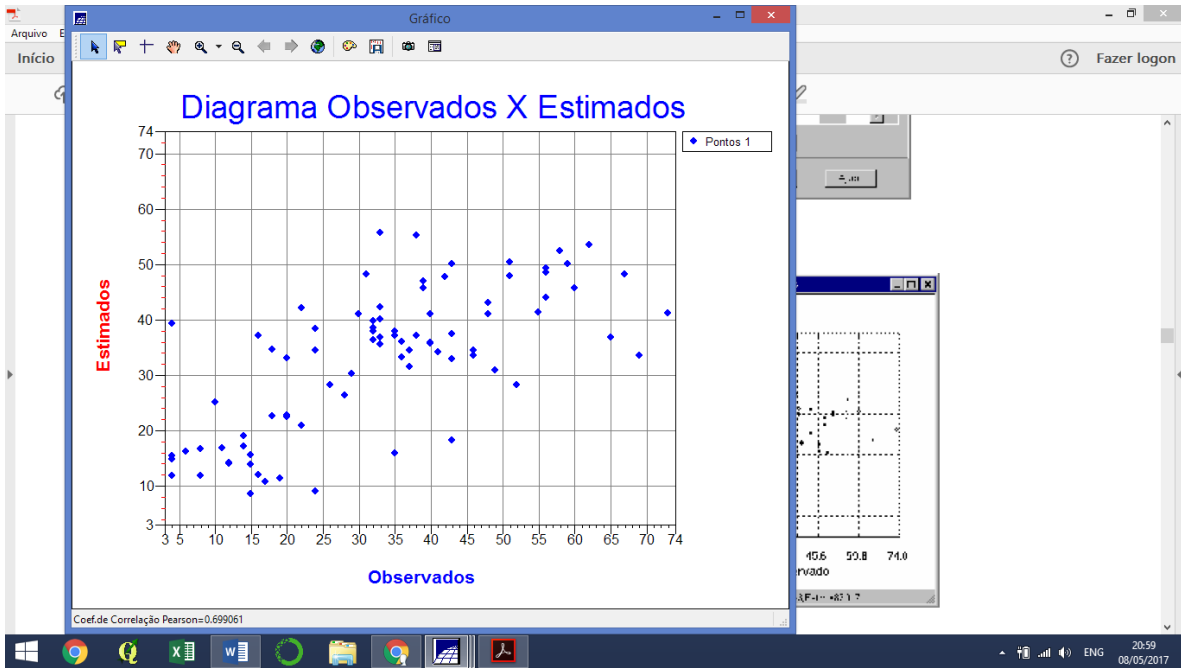 Gráfico
Arquivo
Início
Fazer logon
Diagrama Observados X Estimados
Pontos 1
74
70
60
50
40
30
20
10
3
Estimados
3 5 10 15 20 25 30 35 40 45 50 55 60 65 70 74
Observados
Coef.de Correlação Pearson=0.699061
45.6 59.8 74.0
ENG
20:59
08/05/2017